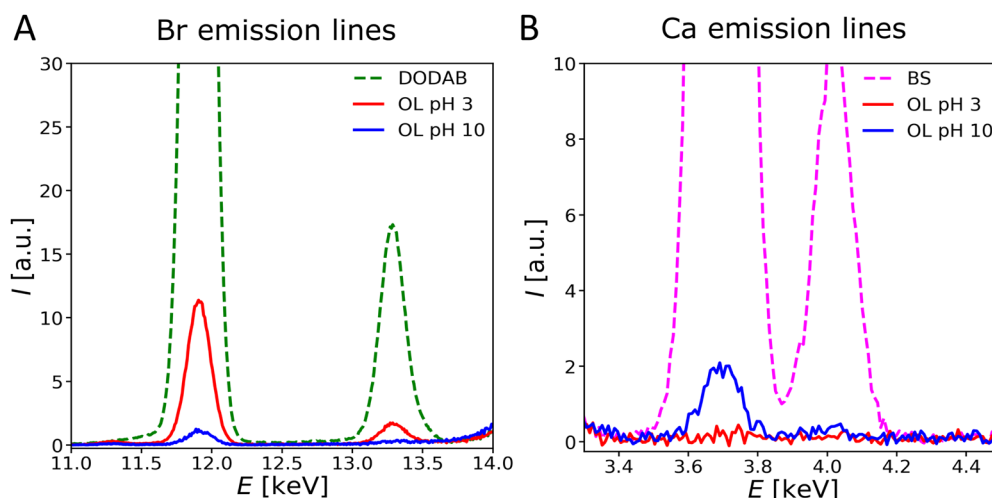 A
Br emission lines
30
25
20
15
10
5
0
I [a.u.]
DODAB
OL pH 3
OL pH 10
11.0 11.5 12.0 12.5 13.0 13.5 14.0
E [keV]
B
Ca emission lines
10
8
6
4
2
0
I [a.u.]
BS
OL pH 3
OL pH 10
3.4 3.6 3.8 4.0 4.2 4.4
E [keV]